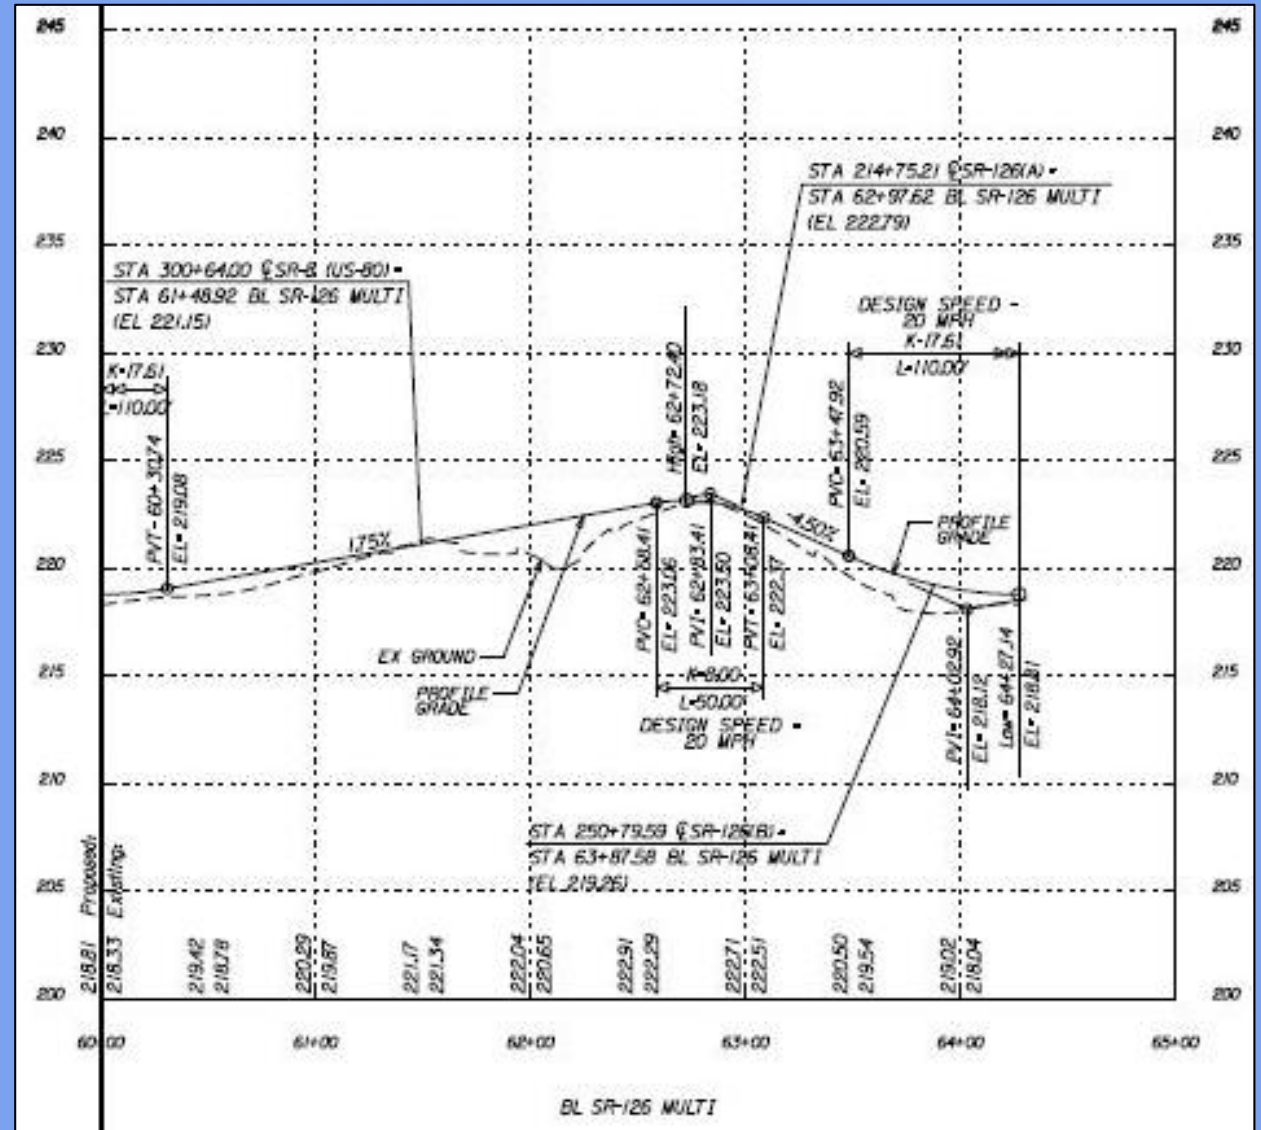 245
245
240
240
STA 214+75.21 ℄SR-126(A) =
STA 62+97.62 BL SR-126 MULTI
(EL 222.79)
235
235
STA 300+64.00 ℄SR-8 (US-80) =
STA 61+48.92 BL SR-126 MULTI
(EL 221.15)
DESIGN SPEED =
20 MPH
K=17.61
L=110.00'
230
230
K=17.61
L=110.00'
High= 62+72.40
EL= 223.18
PVC= 63+47.92
EL= 220.59
225
225
PVT= 60+30.74
EL= 219.08
1.75%
-4.50%
PROFILE
GRADE
220
220
EX GROUND
PROFILE
GRADE
PVC= 62+58.41
EL= 223.06
PVI= 62+83.41
EL= 223.50
PVT= 63+08.41
EL= 222.37
K=8.00
L=50.00'
DESIGN SPEED =
20 MPH
215
215
PVI= 64+02.92
EL= 218.12
Low= 64+27.14
EL= 218.81
210
210
STA 250+79.59 ℄SR-126(B) =
STA 63+87.58 BL SR-126 MULTI
(EL 219.26)
205
205
Proposed:
Existing:
218.81
218.33
219.42
218.78
220.29
219.87
221.17
221.34
222.04
220.65
222.91
222.29
222.71
222.51
220.50
219.54
219.02
218.04
200
200
60+00
61+00
62+00
63+00
64+00
65+00
BL SR-126 MULTI